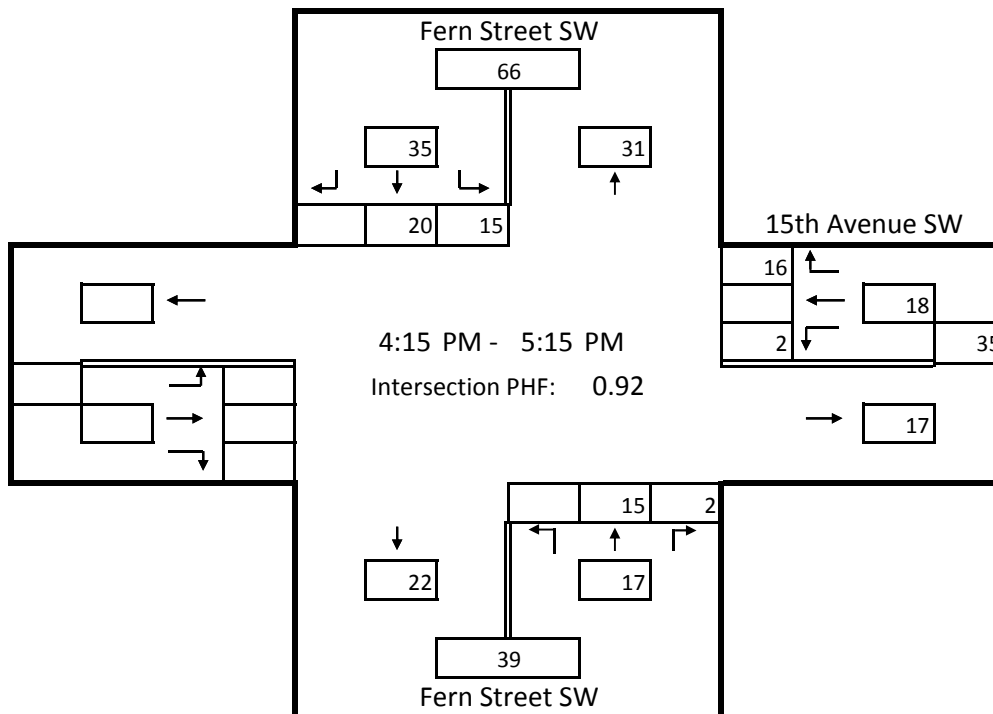 Fern Street SW
66
35 31
20 15
15th Avenue SW
16
18
2 35
4:15 PM - 5:15 PM
Intersection PHF: 0.92
17
15 2
22 17
39
Fern Street SW